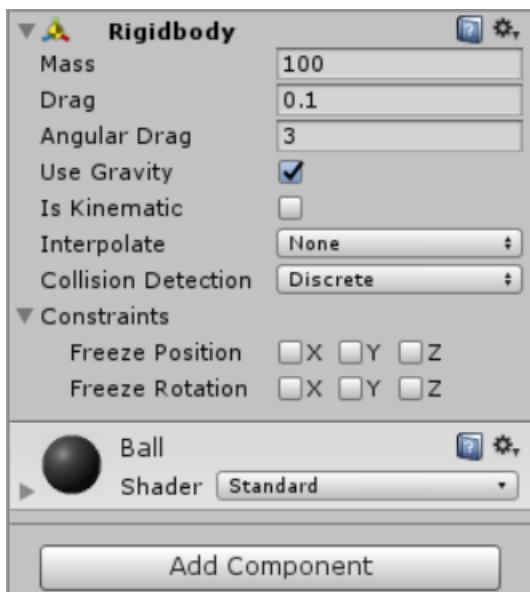 Rigidbody
Mass 100
Drag 0.1
Angular Drag 3
Use Gravity
Is Kinematic
Interpolate None
Collision Detection Discrete
Constraints
Freeze Position X Y Z
Freeze Rotation X Y Z
Ball
Shader Standard
Add Component